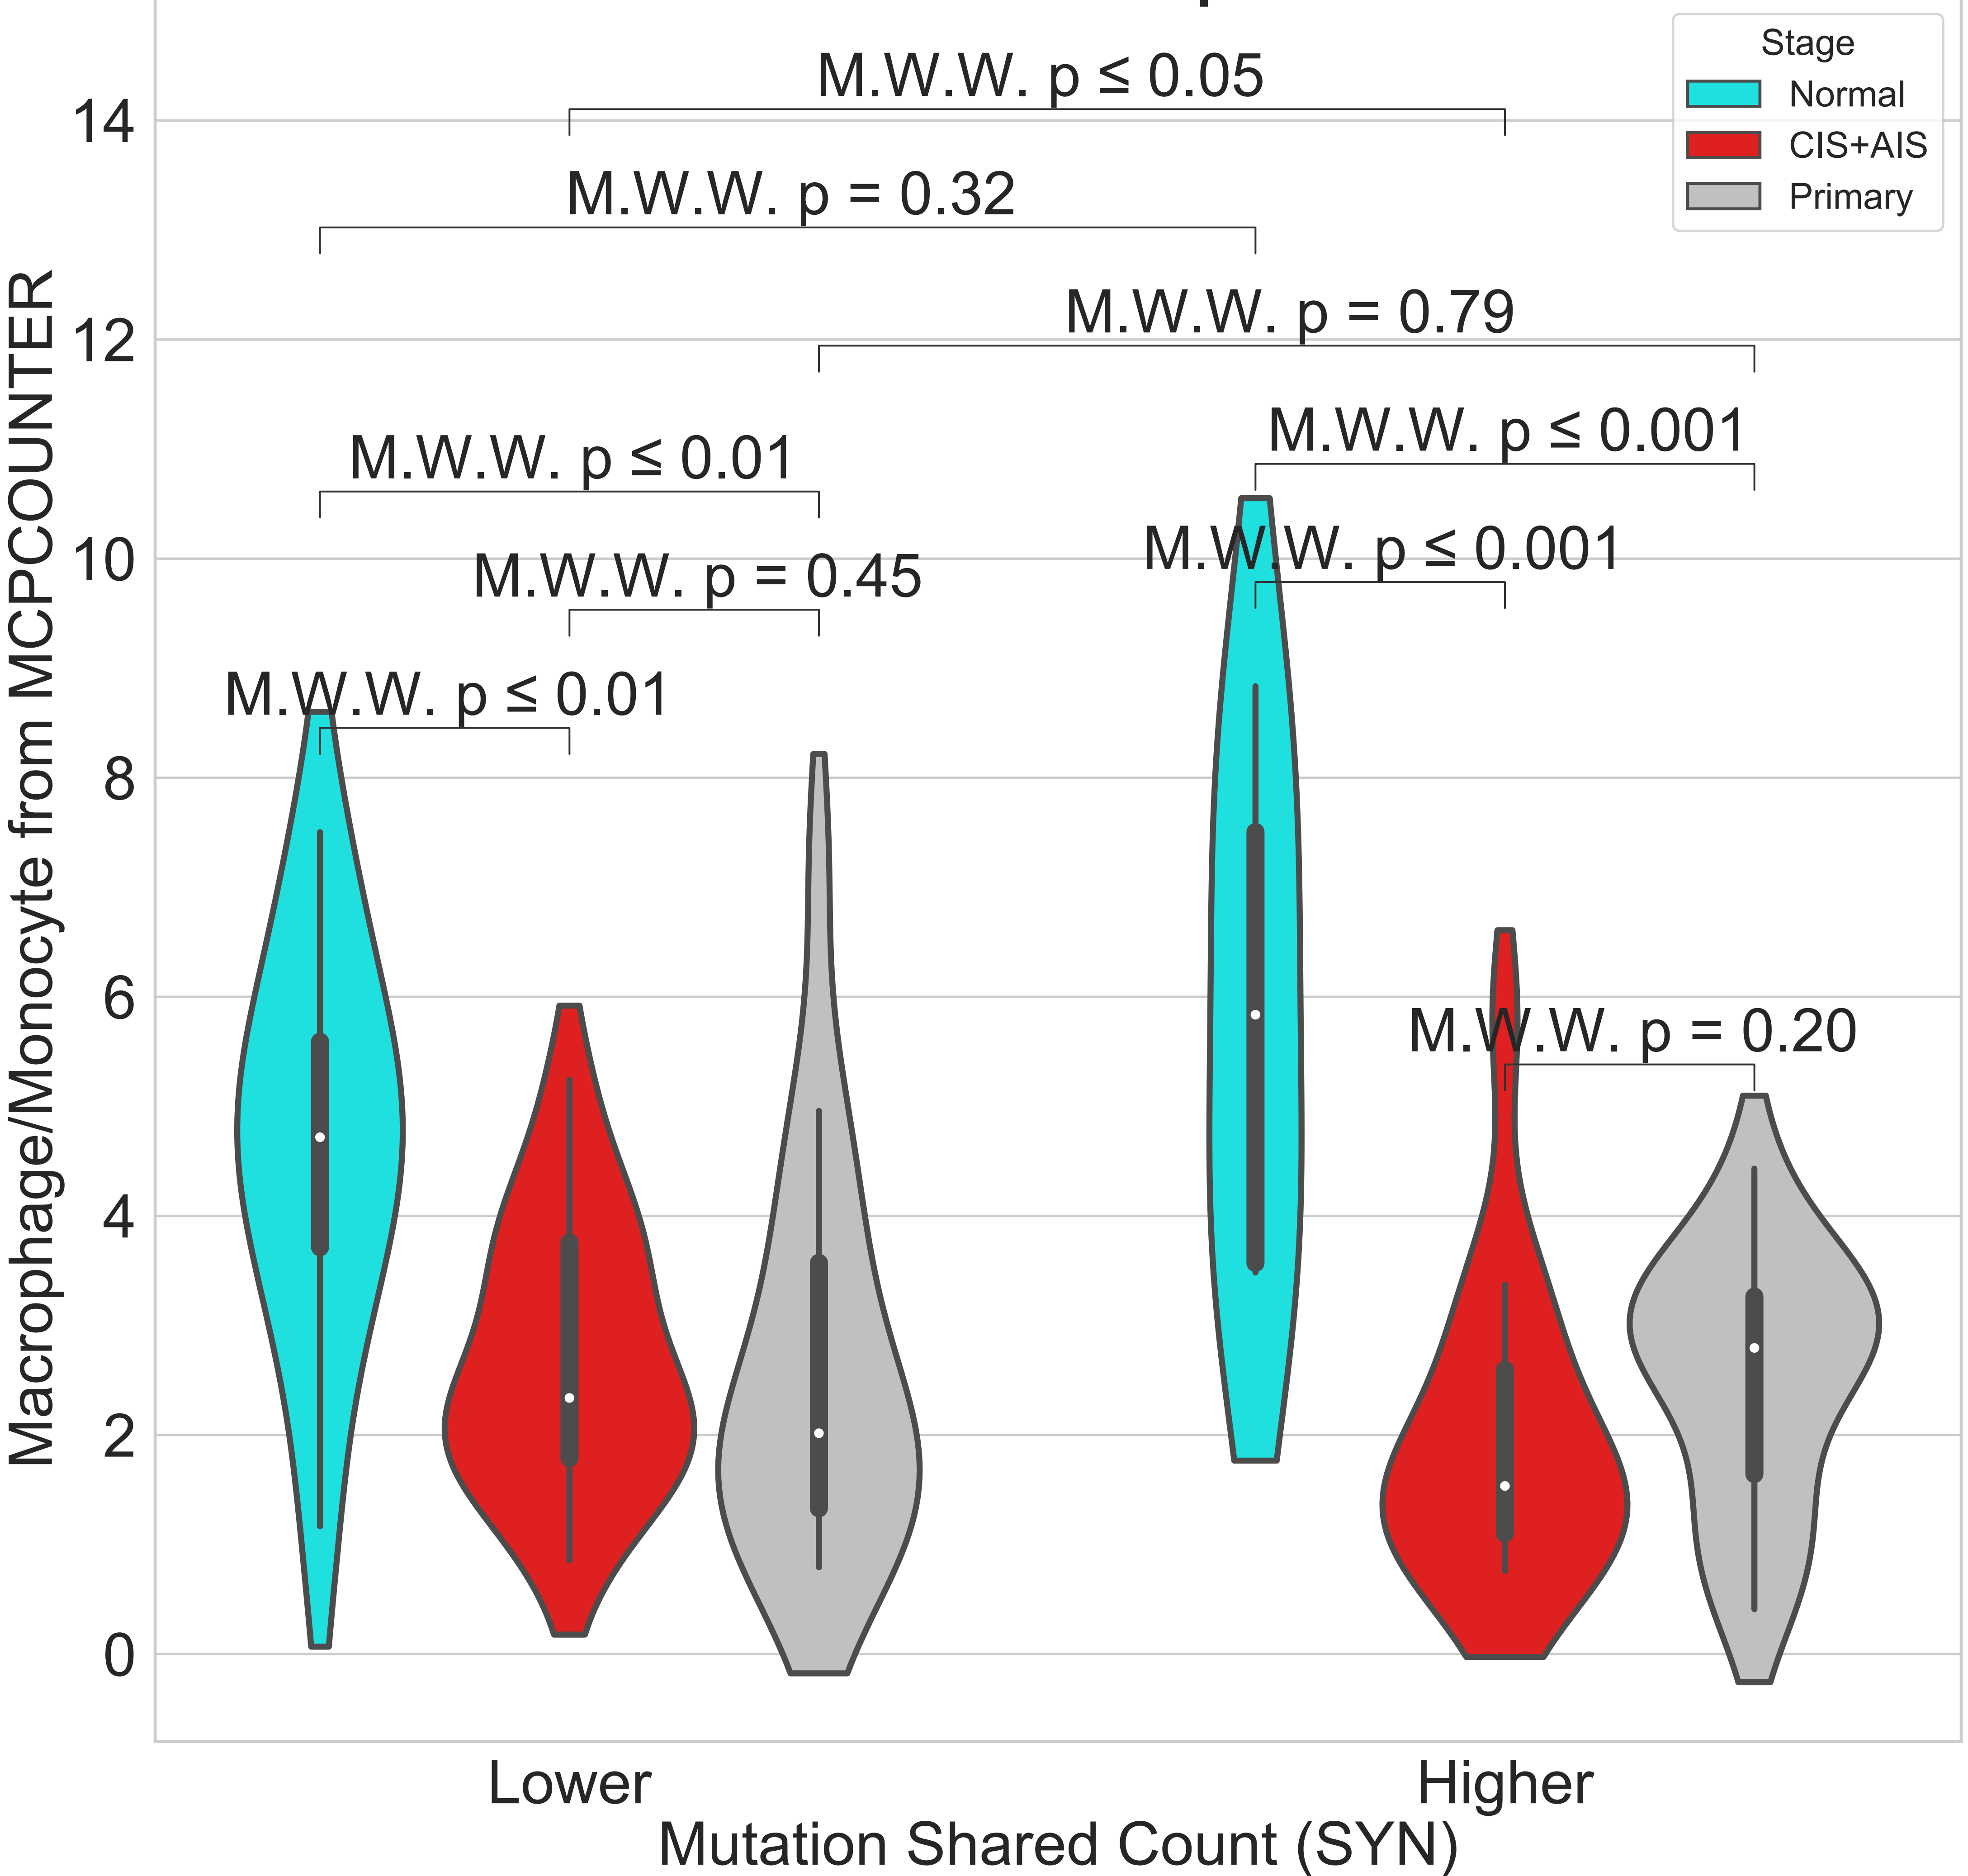 Stage
Normal
CIS+AIS
Primary
M.W.W. p ≤ 0.05
M.W.W. p = 0.32
M.W.W. p = 0.79
M.W.W. p ≤ 0.001
M.W.W. p ≤ 0.01
M.W.W. p ≤ 0.001
M.W.W. p = 0.45
M.W.W. p ≤ 0.01
M.W.W. p = 0.20
14
12
10
8
6
4
2
0
Macrophage/Monocyte from MCPCOUNTER
Lower
Higher
Mutation Shared Count (SYN)